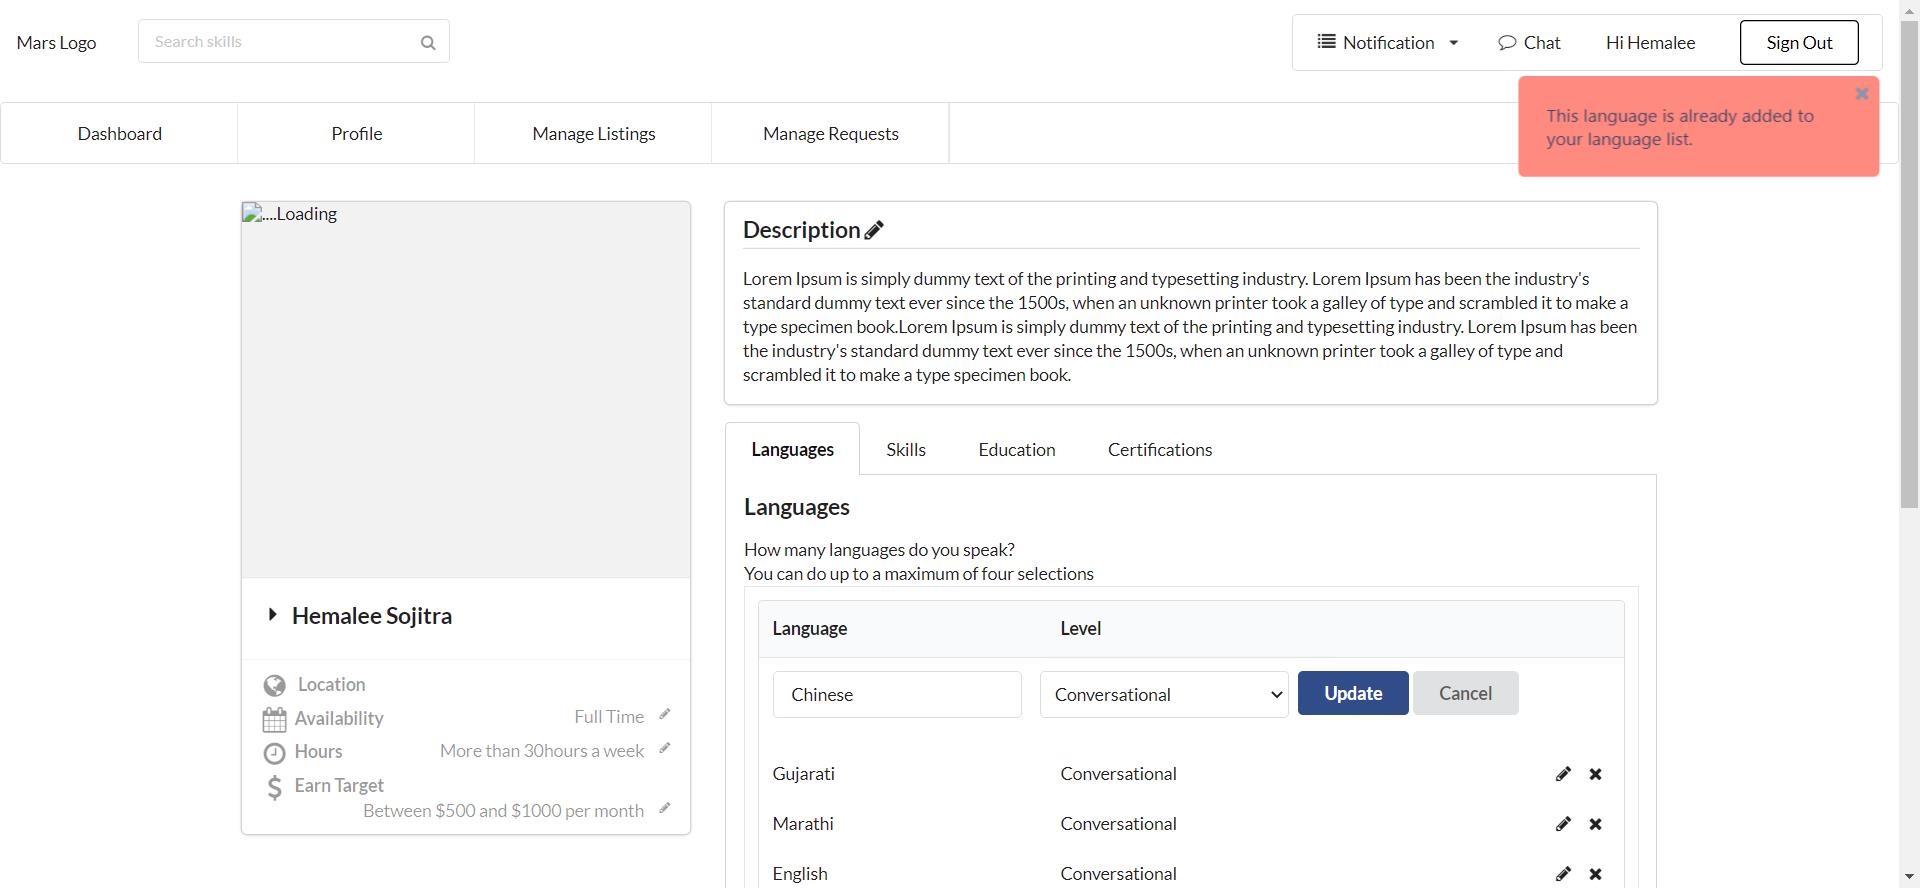 Mars Logo
Search skills
Notification
Chat
Hi Hemalee
Sign Out
This language is already added to
your language list.
Dashboard
Profile
Manage Listings
Manage Requests
....Loading
Hemalee Sojitra
Location
Availability
Full Time
Hours
More than 30hours a week
Earn Target
Between $500 and $1000 per month
Description
Lorem Ipsum is simply dummy text of the printing and typesetting industry. Lorem Ipsum has been the industry's
standard dummy text ever since the 1500s, when an unknown printer took a galley of type and scrambled it to make a
type specimen book.Lorem Ipsum is simply dummy text of the printing and typesetting industry. Lorem Ipsum has been
the industry's standard dummy text ever since the 1500s, when an unknown printer took a galley of type and
scrambled it to make a type specimen book.
Languages
Skills
Education
Certifications
Languages
How many languages do you speak?
You can do up to a maximum of four selections
Language
Level
Chinese
Conversational
Update
Cancel
Gujarati
Conversational
Marathi
Conversational
English
Conversational